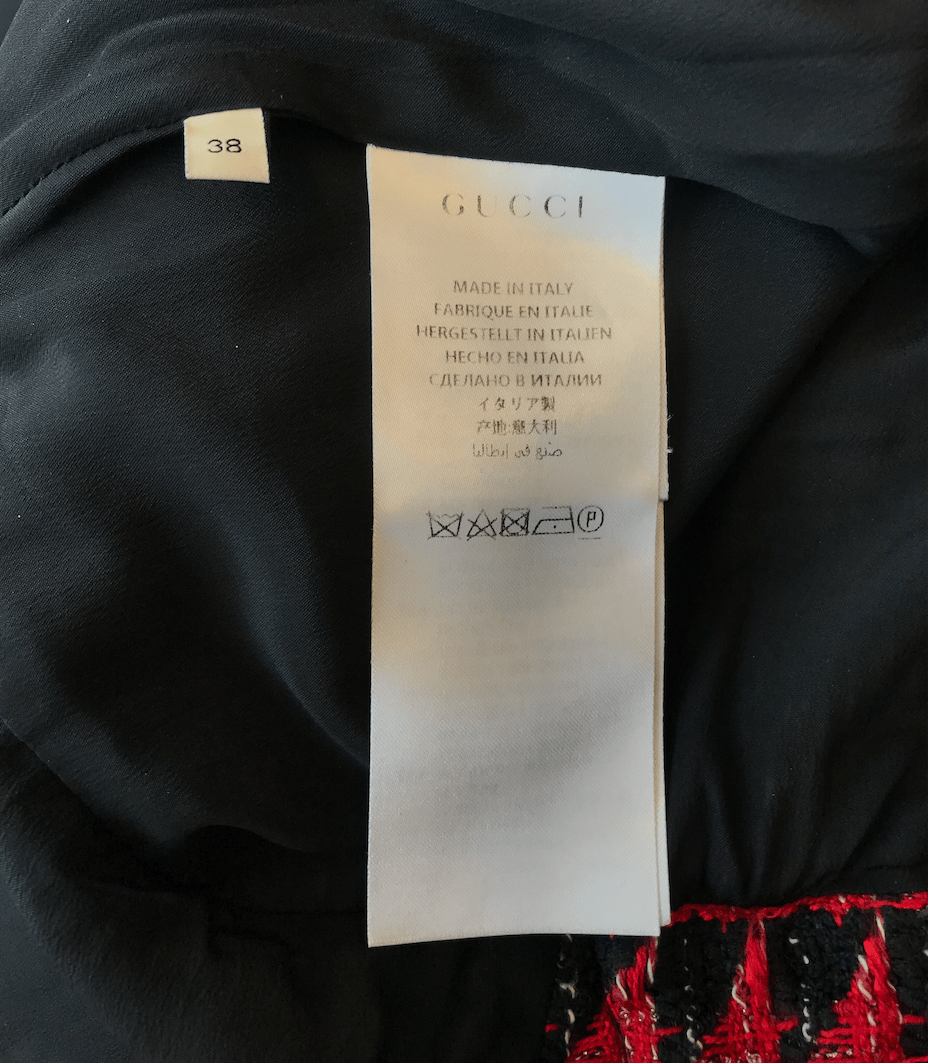 38
GUCCI
MADE IN ITALY
FABRIQUE EN ITALIE
HERGESTELLT IN ITALIEN
HECHO EN ITALIA
СДЕЛАНО В ИТАЛИИ
イタリア製
产地:意大利
صنع في إيطاليا
P